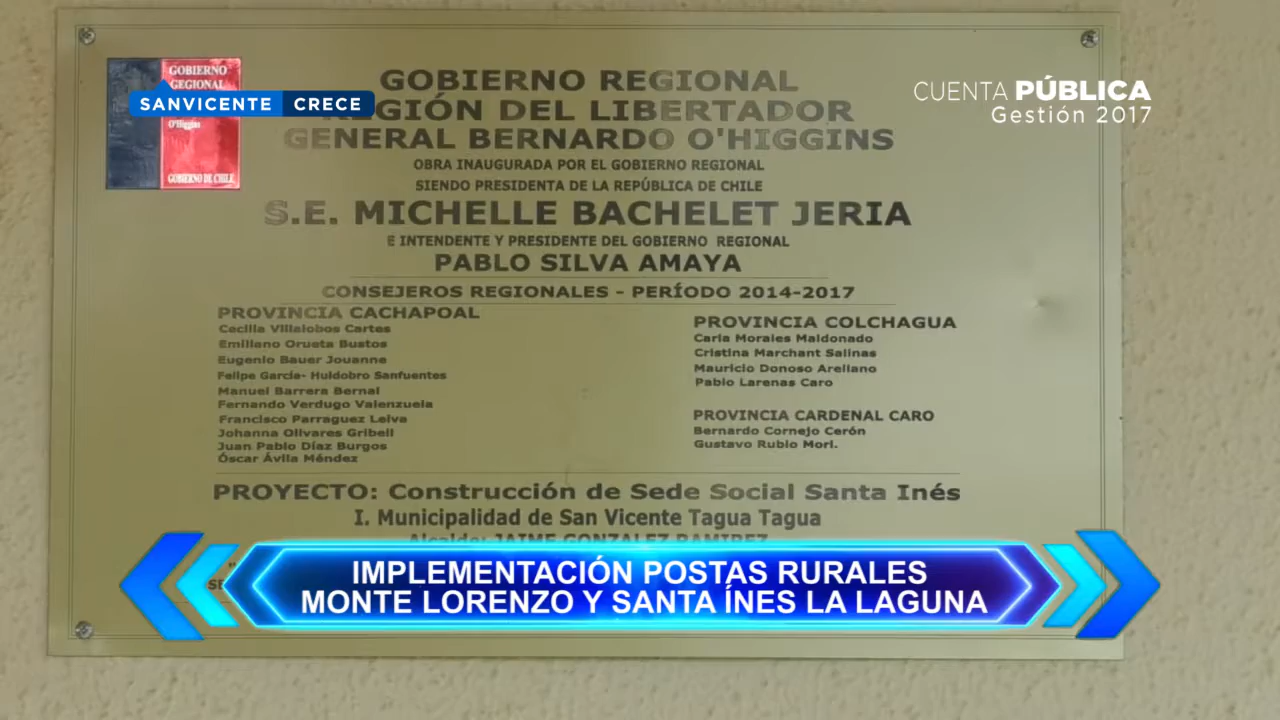 GOBIERNO
REGIONAL
O'Higgins
GOBIERNO DE CHILE
SANVICENTE CRECE
CUENTA PÚBLICA
Gestión 2017
GOBIERNO REGIONAL
REGIÓN DEL LIBERTADOR
GENERAL BERNARDO O'HIGGINS
OBRA INAUGURADA POR EL GOBIERNO REGIONAL
SIENDO PRESIDENTA DE LA REPÚBLICA DE CHILE
S.E. MICHELLE BACHELET JERIA
E INTENDENTE Y PRESIDENTE DEL GOBIERNO REGIONAL
PABLO SILVA AMAYA
CONSEJEROS REGIONALES - PERÍODO 2014-2017
PROVINCIA CACHAPOAL
Cecilia Villalobos Cartes
Emiliano Orueta Bustos
Eugenio Bauer Jouanne
Felipe García- Huidobro Sanfuentes
Manuel Barrera Bernal
Fernando Verdugo Valenzuela
Francisco Parraguez Leiva
Johanna Olivares Gribell
Juan Pablo Díaz Burgos
Óscar Ávila Méndez
PROVINCIA COLCHAGUA
Carla Morales Maldonado
Cristina Marchant Salinas
Mauricio Donoso Arellano
Pablo Larenas Caro
PROVINCIA CARDENAL CARO
Bernardo Cornejo Cerón
Gustavo Rubio Mori.
PROYECTO: Construcción de Sede Social Santa Inés
I. Municipalidad de San Vicente Tagua Tagua
Alcalde: JAIME GONZALEZ RAMIREZ
IMPLEMENTACIÓN POSTAS RURALES
MONTE LORENZO Y SANTA ÍNES LA LAGUNA